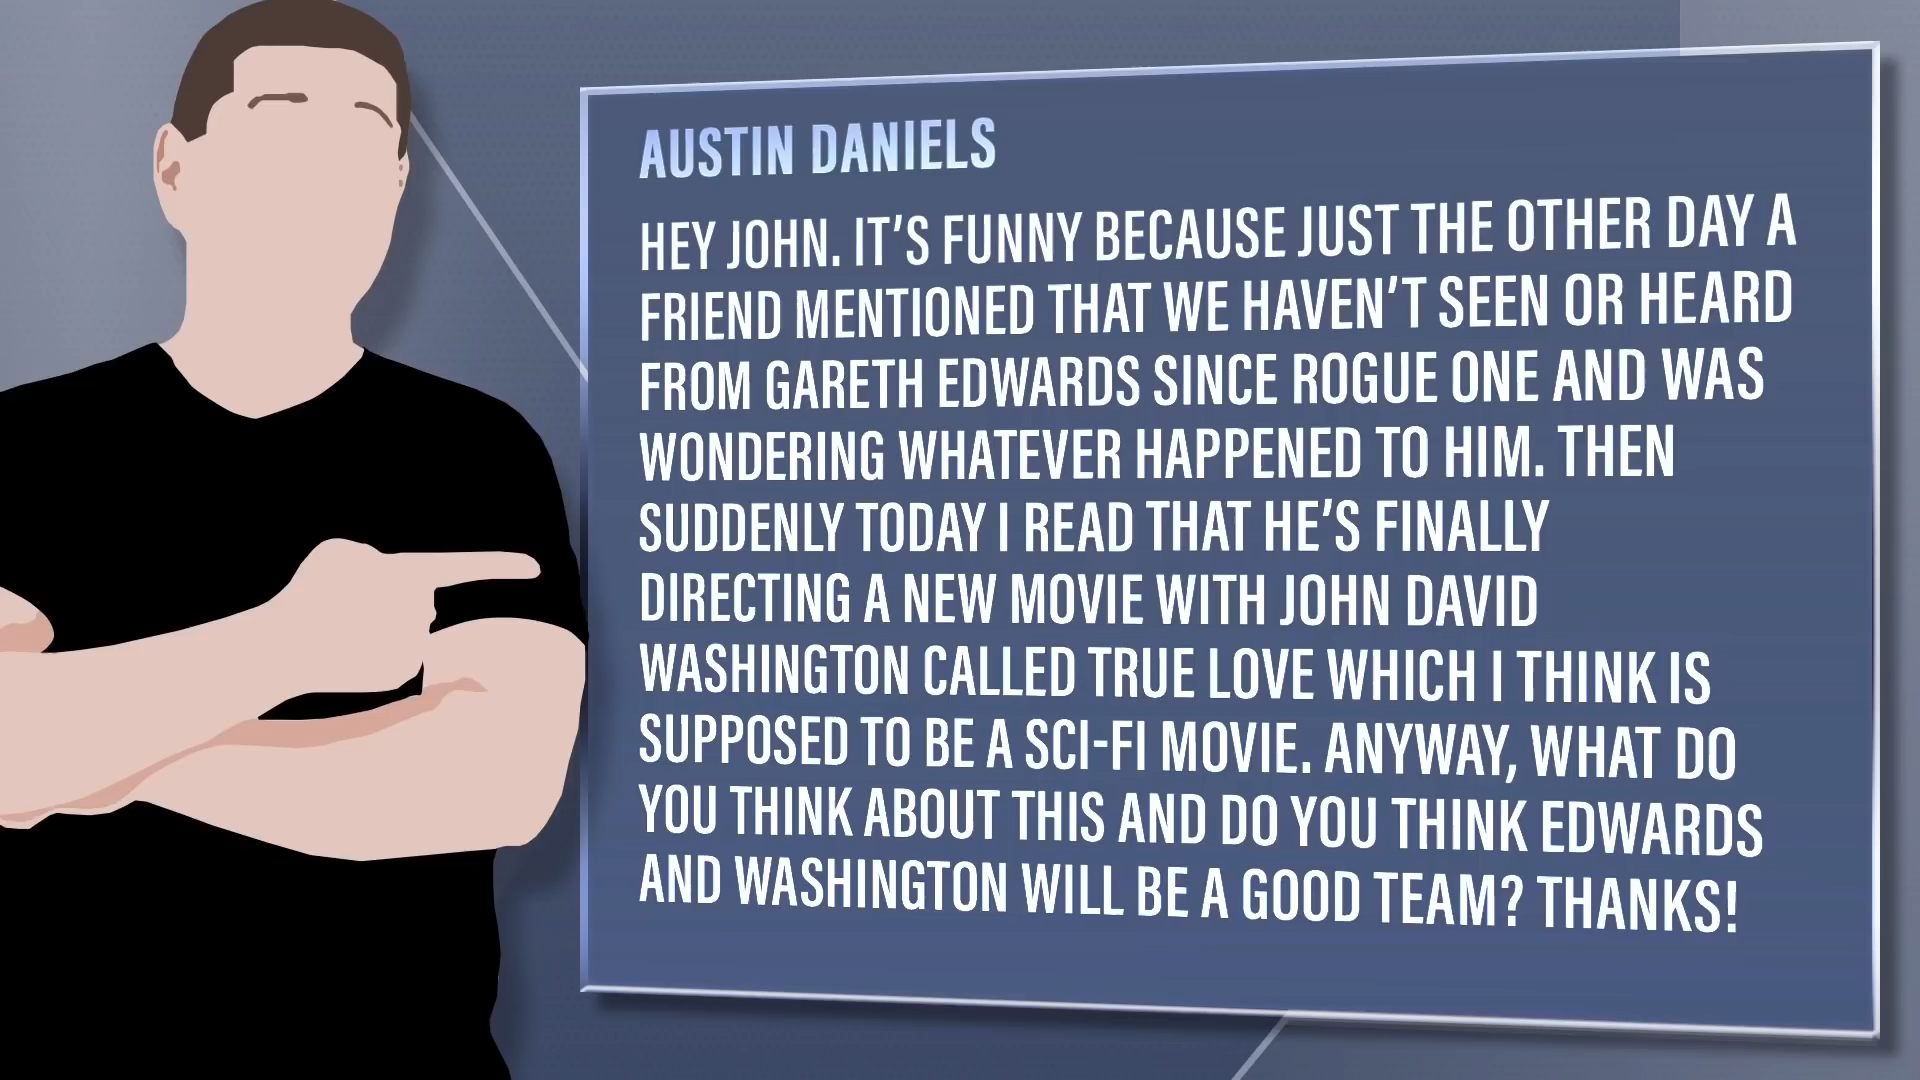 AUSTIN DANIELS
HEY JOHN. IT'S FUNNY BECAUSE JUST THE OTHER DAY A
FRIEND MENTIONED THAT WE HAVEN'T SEEN OR HEARD
FROM GARETH EDWARDS SINCE ROGUE ONE AND WAS
WONDERING WHATEVER HAPPENED TO HIM. THEN
SUDDENLY TODAY I READ THAT HE'S FINALLY
DIRECTING A NEW MOVIE WITH JOHN DAVID
WASHINGTON CALLED TRUE LOVE WHICH I THINK IS
SUPPOSED TO BE A SCI-FI MOVIE. ANYWAY, WHAT DO
YOU THINK ABOUT THIS AND DO YOU THINK EDWARDS
AND WASHINGTON WILL BE A GOOD TEAM? THANKS!